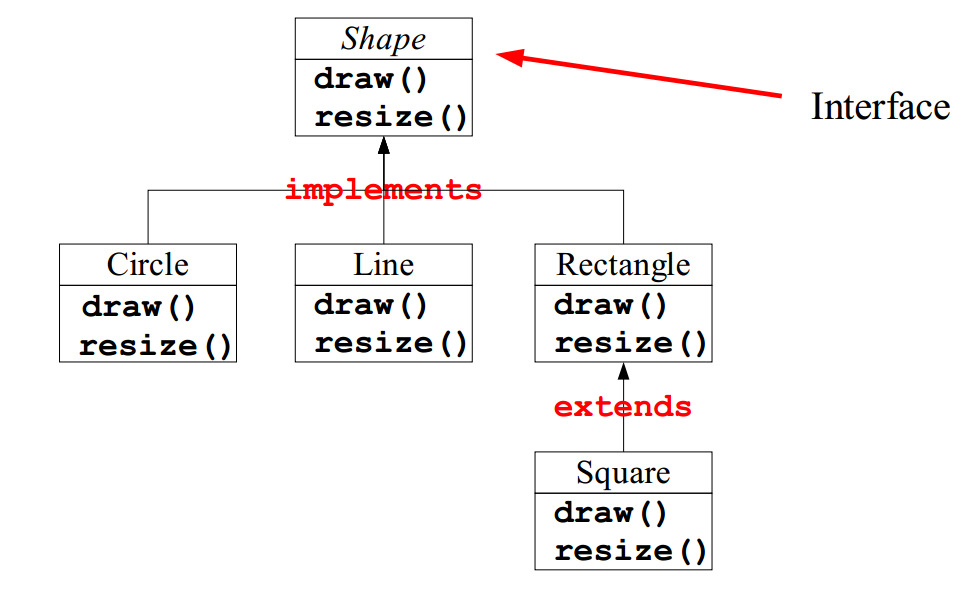 Shape
draw()
resize()
Interface
implements
Circle
draw()
resize()
Line
draw()
resize()
Rectangle
draw()
resize()
extends
Square
draw()
resize()